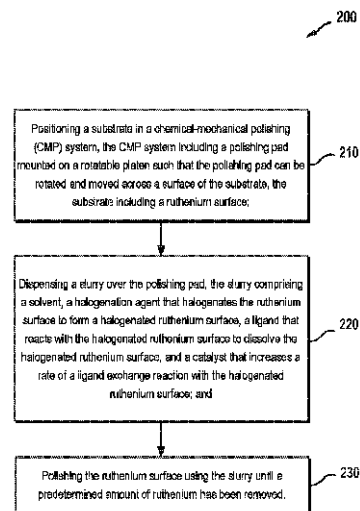 200
Positioning a substrate in a chemical-mechanical polishing
(CMP) system, the CMP system including a polishing pad
mounted on a rotatable platen such that the polishing pad can be
rotated and moved across a surface of the substrate, the
substrate including a ruthenium surface;
210
Dispensing a slurry over the polishing pad, the slurry comprising
a solvent, a halogenation agent that halogenates the ruthenium
surface to form a halogenated ruthenium surface, a ligand that
reacts with the halogenated ruthenium surface to dissolve the
halogenated ruthenium surface, and a catalyst that increases a
rate of a ligand exchange reaction with the halogenated
ruthenium surface; and
220
Polishing the ruthenium surface using the slurry until a
predetermined amount of ruthenium has been removed.
230